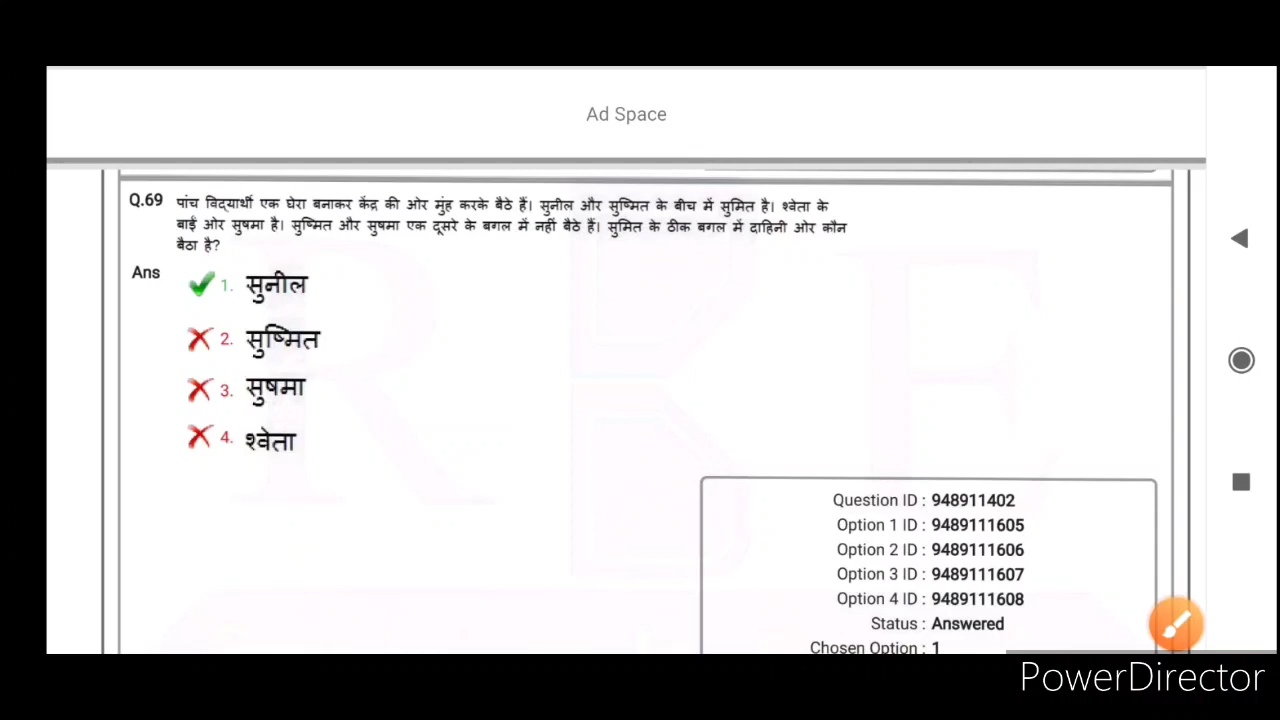 Ad Space
Q.69 पांच विद्यार्थी एक घेरा बनाकर केंद्र की ओर मुंह करके बैठे हैं। सुनील और सुष्मित के बीच में सुमित है। श्वेता के
बाईं ओर सुषमा है। सुष्मित और सुषमा एक दूसरे के बगल में नहीं बैठे हैं। सुमित के ठीक बगल में दाहिनी ओर कौन
बैठा है?
Ans
1. सुनील
2. सुष्मित
3. सुषमा
4. श्वेता
Question ID : 948911402
Option 1 ID : 9489111605
Option 2 ID : 9489111606
Option 3 ID : 9489111607
Option 4 ID : 9489111608
Status : Answered
Chosen Option : 1
PowerDirector